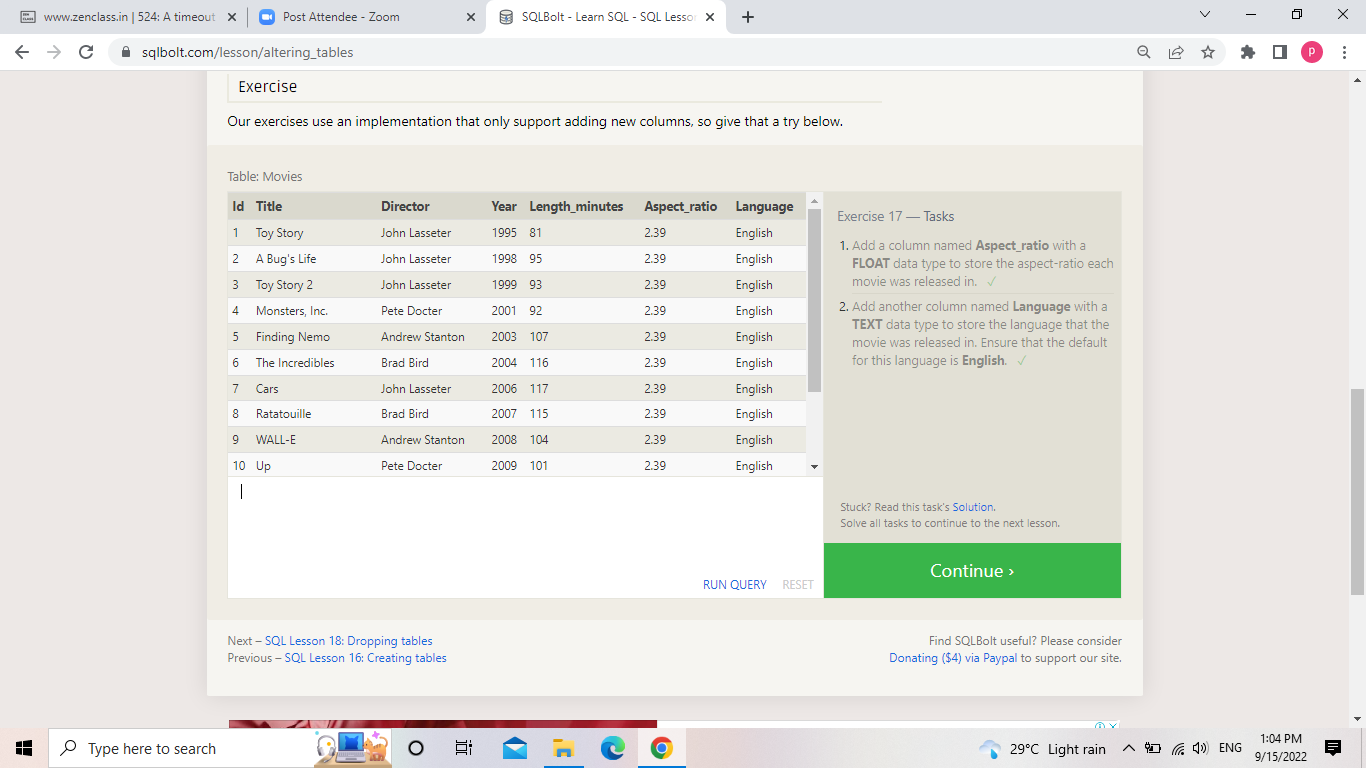 www.zenclass.in | 524: A timeout
Post Attendee - Zoom
SQLBolt - Learn SQL - SQL Lesso
sqlbolt.com/lesson/altering_tables
P
Exercise
Our exercises use an implementation that only support adding new columns, so give that a try below.
Table: Movies
Id Title Director Year Length_minutes Aspect_ratio Language
1 Toy Story John Lasseter 1995 81 2.39 English
2 A Bug's Life John Lasseter 1998 95 2.39 English
3 Toy Story 2 John Lasseter 1999 93 2.39 English
4 Monsters, Inc. Pete Docter 2001 92 2.39 English
5 Finding Nemo Andrew Stanton 2003 107 2.39 English
6 The Incredibles Brad Bird 2004 116 2.39 English
7 Cars John Lasseter 2006 117 2.39 English
8 Ratatouille Brad Bird 2007 115 2.39 English
9 WALL-E Andrew Stanton 2008 104 2.39 English
10 Up Pete Docter 2009 101 2.39 English
RUN QUERY RESET
Exercise 17 — Tasks
1. Add a column named Aspect_ratio with a
FLOAT data type to store the aspect-ratio each
movie was released in. ✓
2. Add another column named Language with a
TEXT data type to store the language that the
movie was released in. Ensure that the default
for this language is English. ✓
Stuck? Read this task's Solution.
Solve all tasks to continue to the next lesson.
Continue ›
Next – SQL Lesson 18: Dropping tables
Previous – SQL Lesson 16: Creating tables
Find SQLBolt useful? Please consider
Donating ($4) via Paypal to support our site.
Type here to search
29°C Light rain
ENG
1:04 PM
9/15/2022